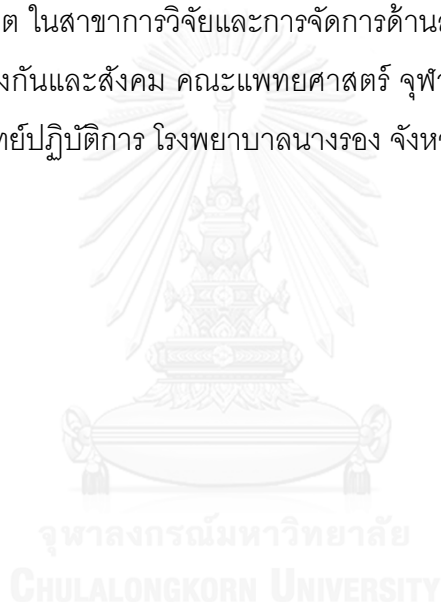 ต ในสาขาการวิจัยและการจัดการด้าน
งกันและสังคม คณะแพทยศาสตร์ จุฬา
ทย์ปฏิบัติการ โรงพยาบาลนางรอง จังห
จุฬาลงกรณ์มหาวิทยาลัย
CHULALONGKORN UNIVERSITY